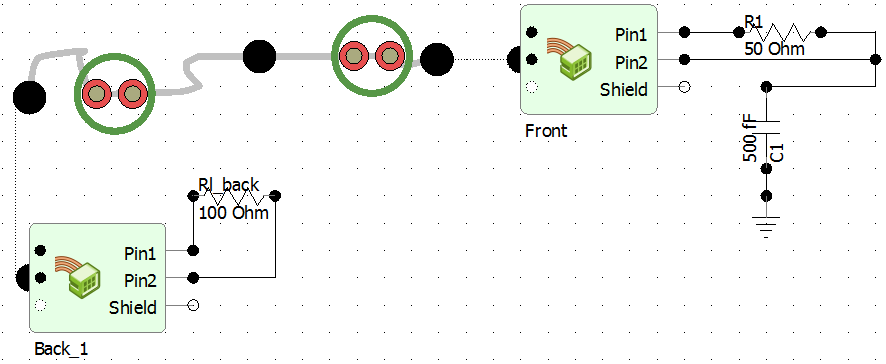 R1
Pin1
50 Ohm
Pin2
Shield
Front
500 fF
C1
Rl_back
100 Ohm
Pin1
Pin2
Shield
Back_1